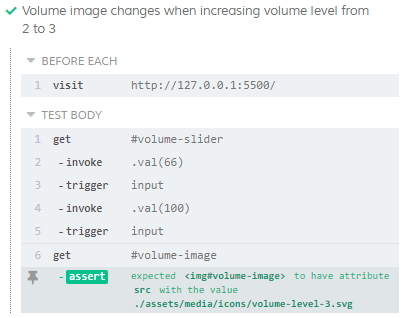 Volume image changes when increasing volume level from
2 to 3
BEFORE EACH
1 visit http://127.0.0.1:5500/
TEST BODY
1 get #volume-slider
2 - invoke .val(66)
3 - trigger input
4 - invoke .val(100)
5 - trigger input
6 get #volume-image
- assert expected <img#volume-image> to have attribute
src with the value
./assets/media/icons/volume-level-3.svg